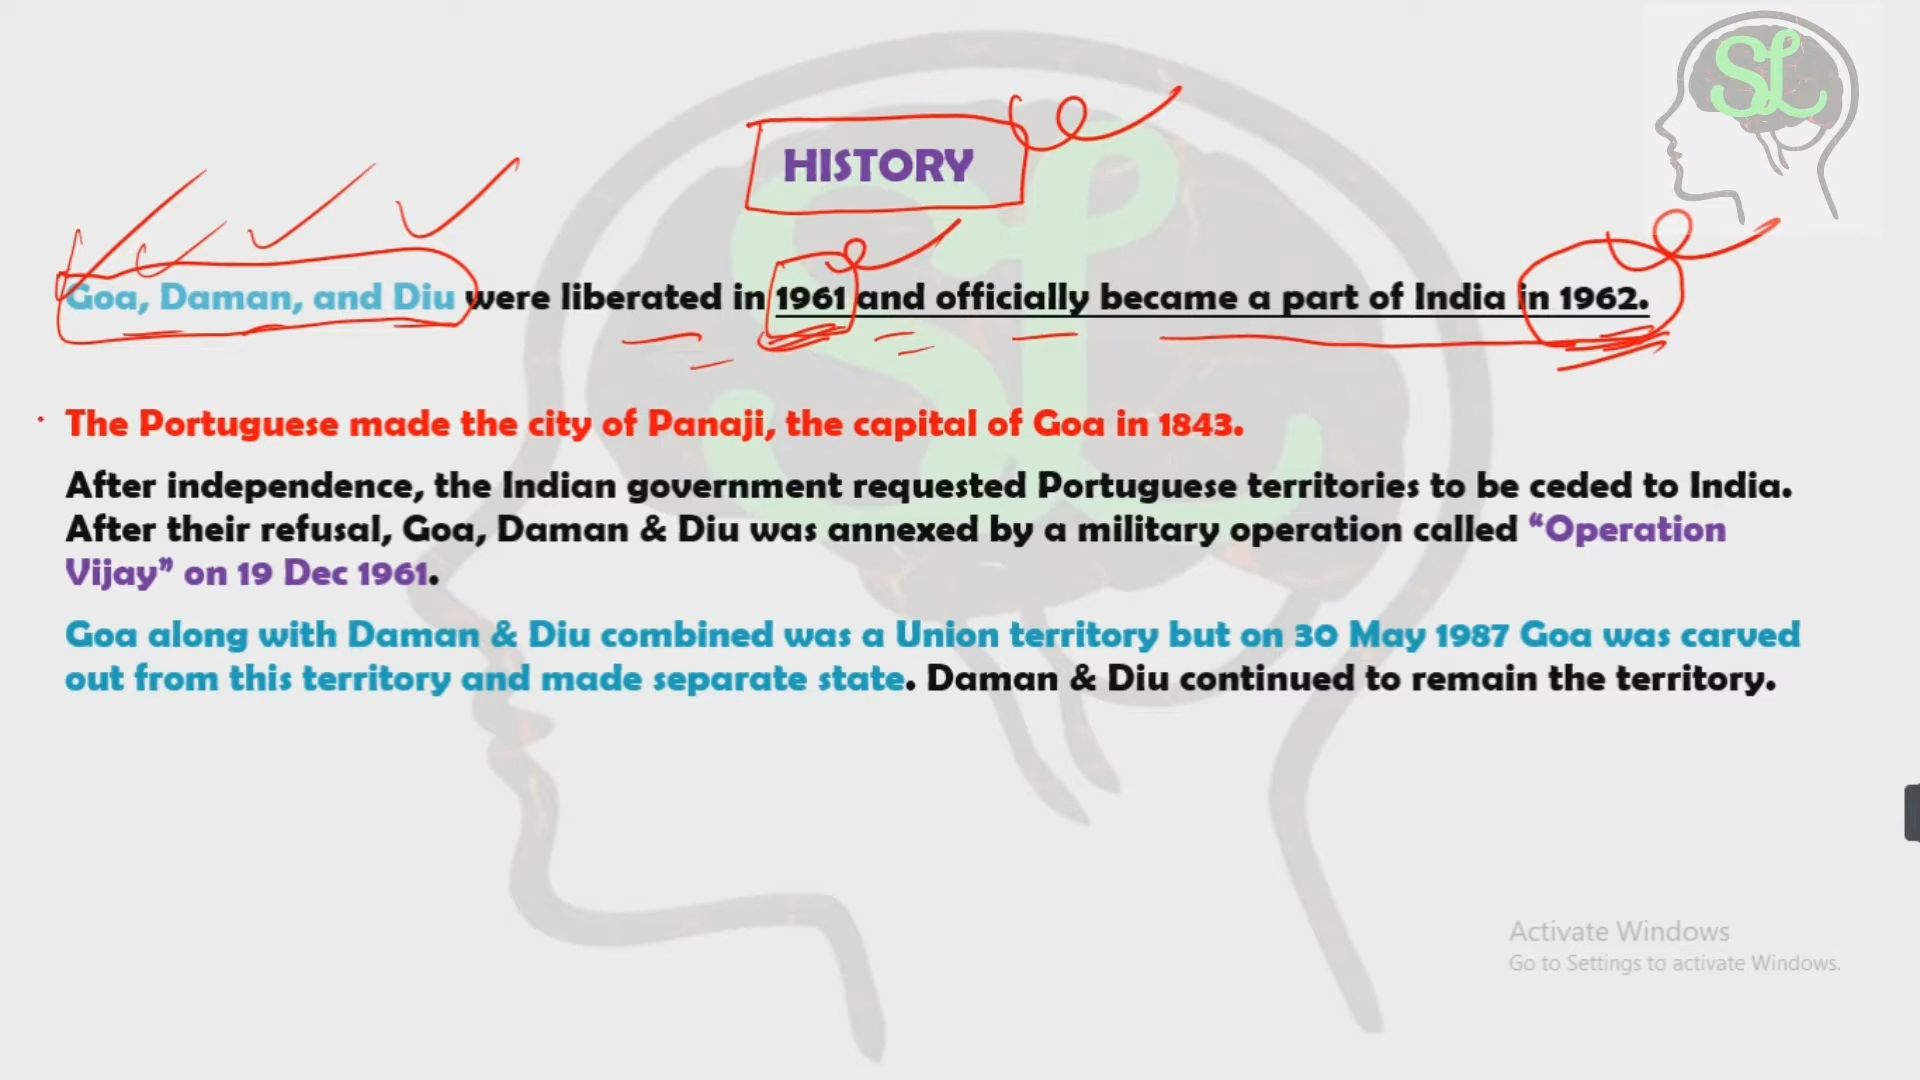 SL
HISTORY
Goa, Daman, and Diu were liberated in 1961 and officially became a part of India in 1962.
The Portuguese made the city of Panaji, the capital of Goa in 1843.
After independence, the Indian government requested Portuguese territories to be ceded to India.
After their refusal, Goa, Daman & Diu was annexed by a military operation called “Operation
Vijay” on 19 Dec 1961.
Goa along with Daman & Diu combined was a Union territory but on 30 May 1987 Goa was carved
out from this territory and made separate state. Daman & Diu continued to remain the territory.
Activate Windows
Go to Settings to activate Windows.